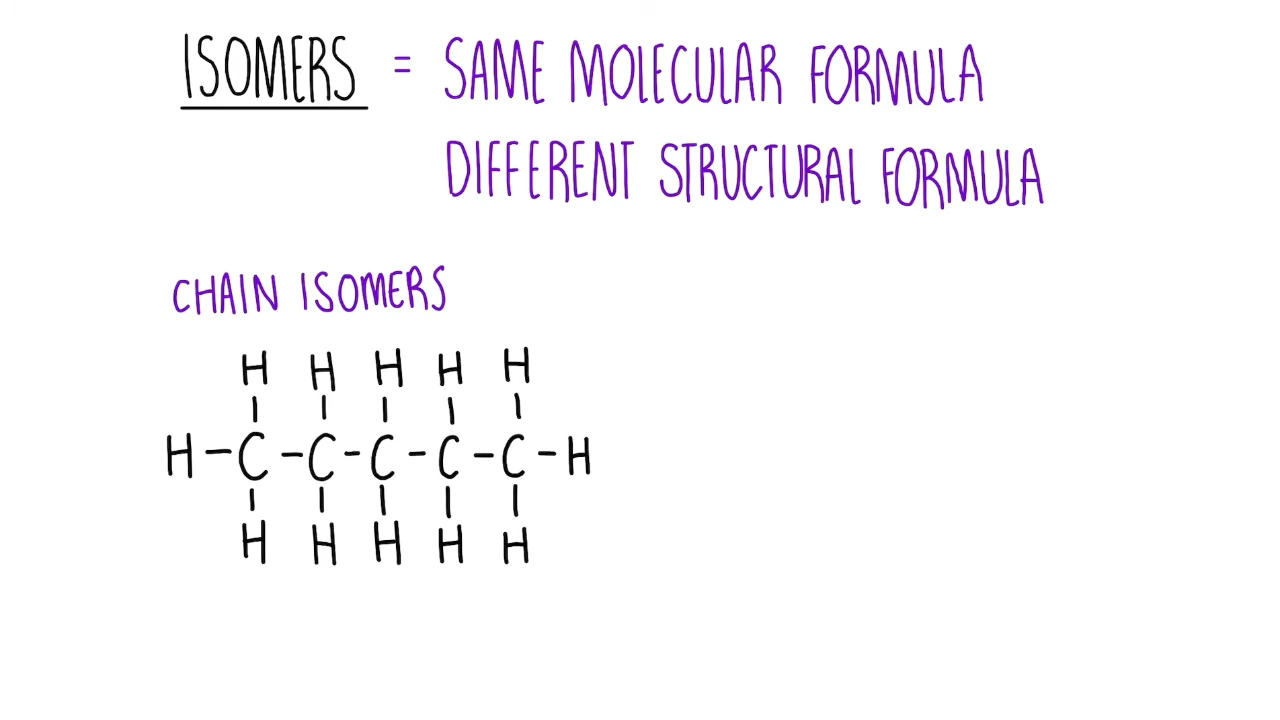 ISOMERS = SAME MOLECULAR FORMULA
DIFFERENT STRUCTURAL FORMULA
CHAIN ISOMERS
H H H H H
H-C-C-C-C-C-H
H H H H H